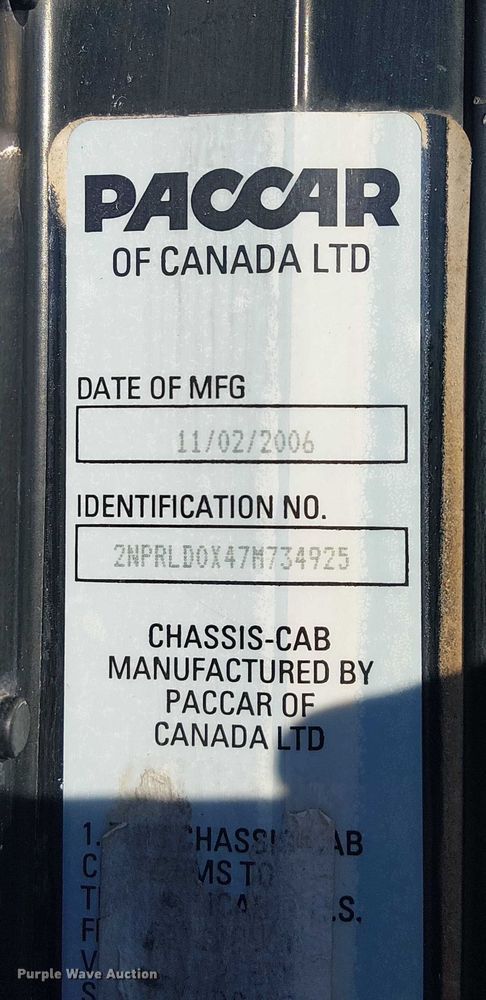 PACCAR
OF CANADA LTD
DATE OF MFG
11/02/2006
IDENTIFICATION NO.
2NPRLD0X47M734925
CHASSIS-CAB
MANUFACTURED BY
PACCAR OF
CANADA LTD
1.
Purple Wave Auction